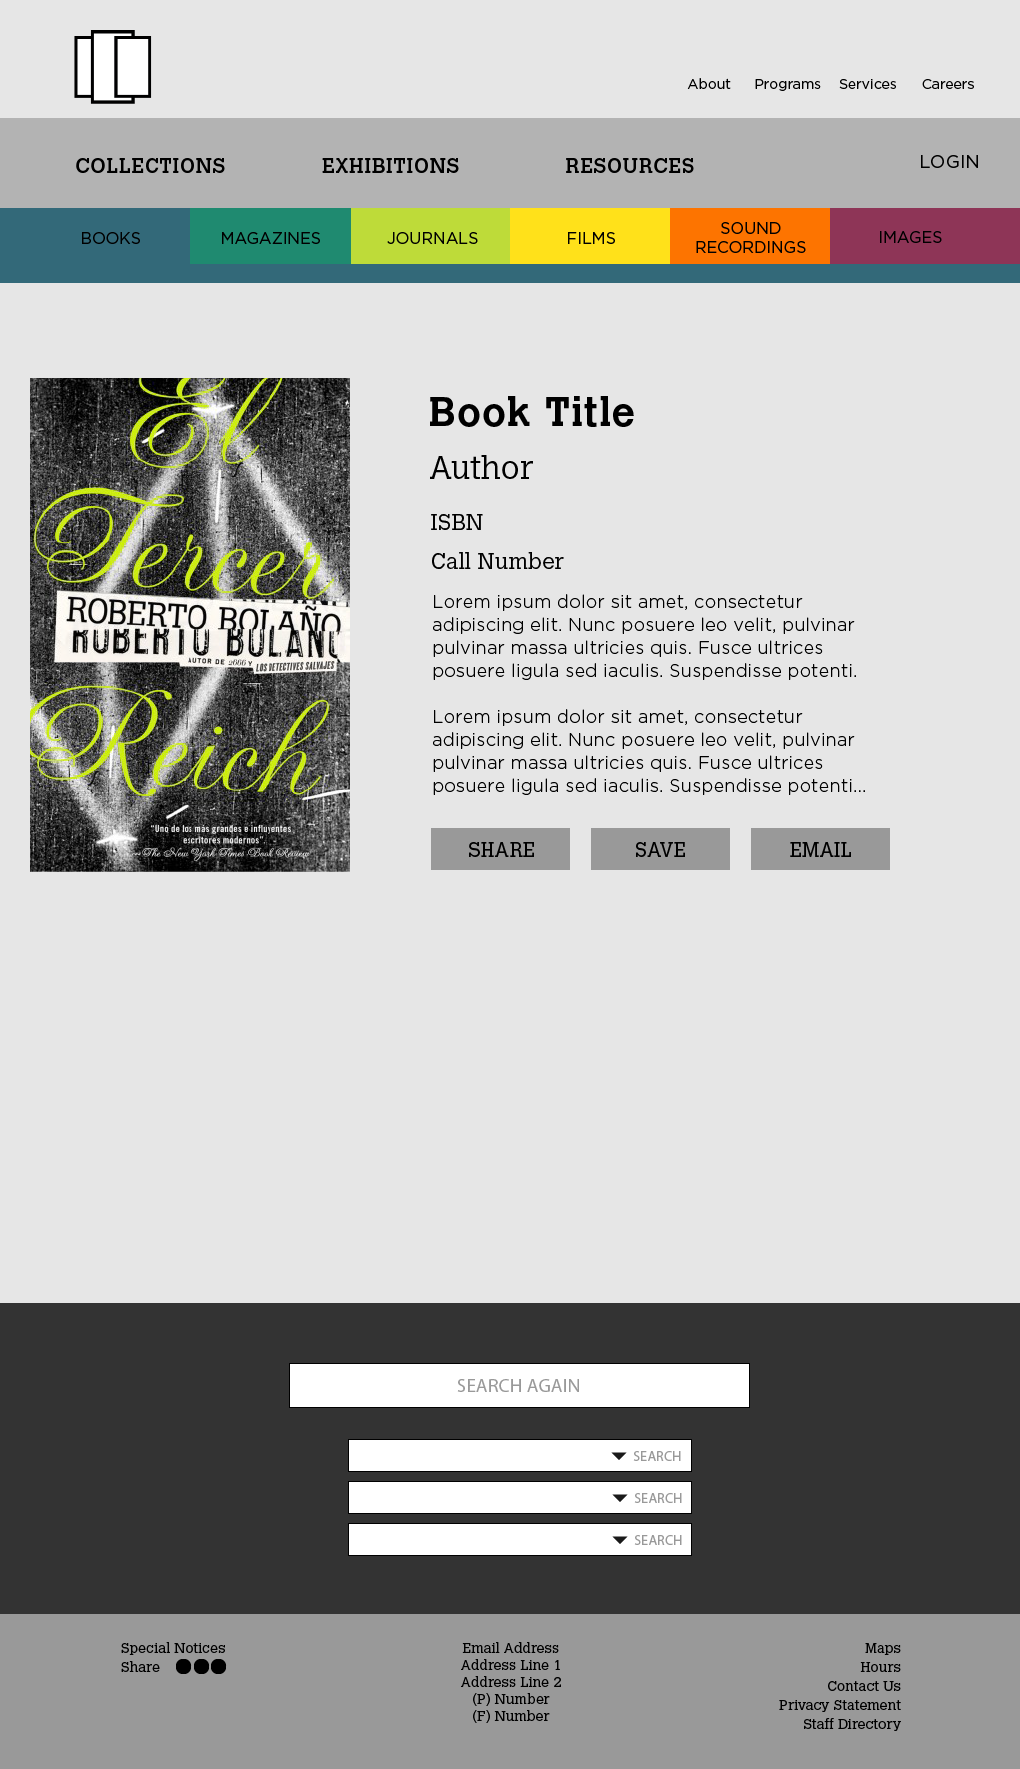 About Programs Services Careers
COLLECTIONS EXHIBITIONS RESOURCES LOGIN
BOOKS MAGAZINES JOURNALS FILMS SOUND RECORDINGS IMAGES
El
Tercer
ROBERTO BOLAÑO
ROBERTO BOLAÑO
AUTOR DE 2666 Y LOS DETECTIVES SALVAJES
Reich
"Uno de los más grandes e influyentes
escritores modernos".
—The New York Times Book Review
Book Title
Author
ISBN
Call Number
Lorem ipsum dolor sit amet, consectetur
adipiscing elit. Nunc posuere leo velit, pulvinar
pulvinar massa ultricies quis. Fusce ultrices
posuere ligula sed iaculis. Suspendisse potenti.
Lorem ipsum dolor sit amet, consectetur
adipiscing elit. Nunc posuere leo velit, pulvinar
pulvinar massa ultricies quis. Fusce ultrices
posuere ligula sed iaculis. Suspendisse potenti...
SHARE SAVE EMAIL
SEARCH AGAIN
SEARCH
SEARCH
SEARCH
Special Notices
Share
Email Address
Address Line 1
Address Line 2
(P) Number
(F) Number
Maps
Hours
Contact Us
Privacy Statement
Staff Directory